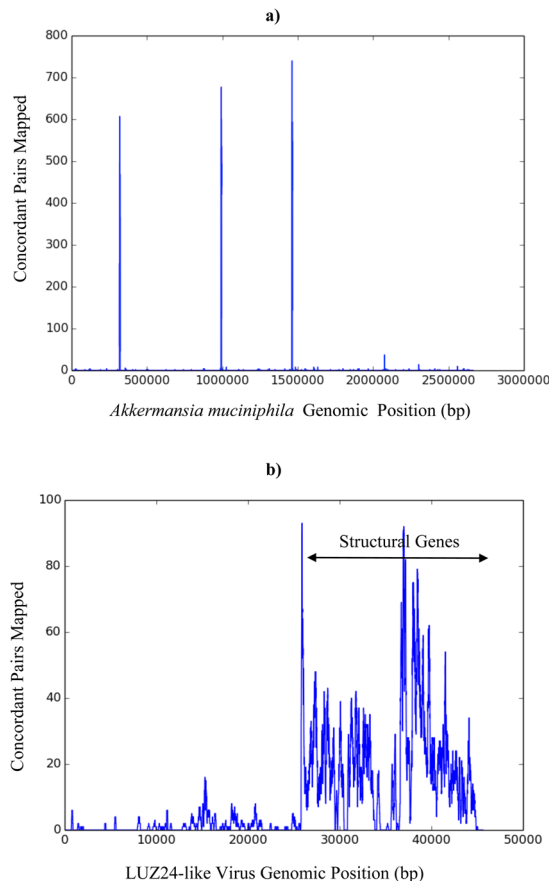 a)
800
700
600
500
400
300
200
100
0
Concordant Pairs Mapped
0 500000 1000000 1500000 2000000 2500000 3000000
Akkermansia muciniphila Genomic Position (bp)
b)
100
80
60
40
20
0
Concordant Pairs Mapped
Structural Genes
0 10000 20000 30000 40000 50000
LUZ24-like Virus Genomic Position (bp)